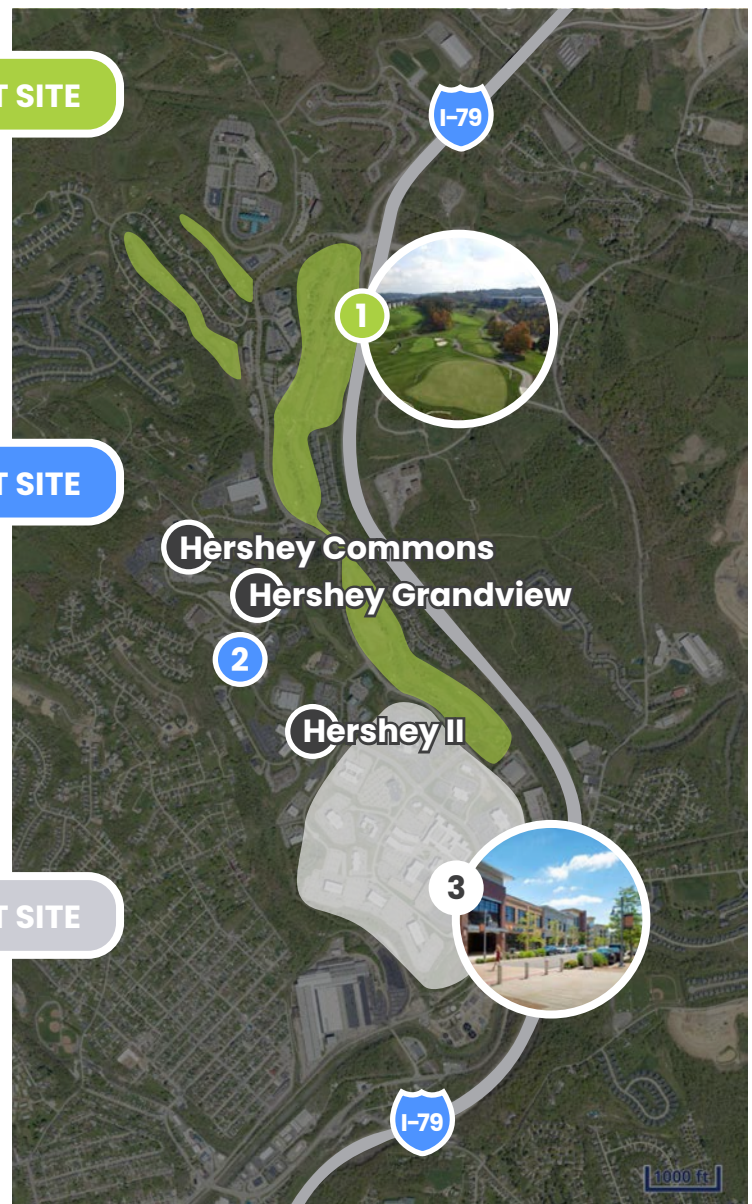 T SITE
I-79
1
T SITE
Hershey Commons
Hershey Grandview
2
Hershey II
3
T SITE
I-79
1000 ft